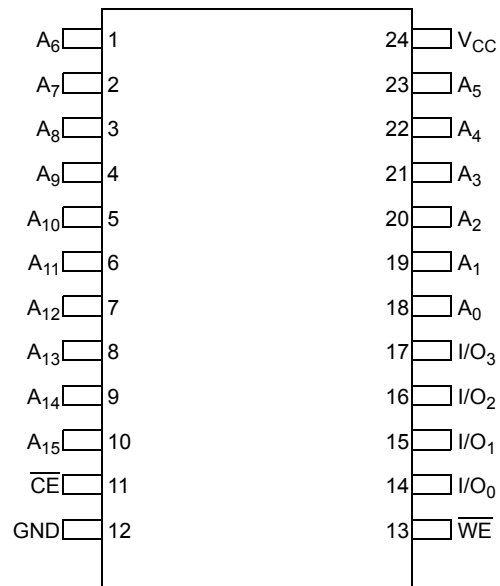 A6 1 24 VCC
A7 2 23 A5
A8 3 22 A4
A9 4 21 A3
A10 5 20 A2
A11 6 19 A1
A12 7 18 A0
A13 8 17 I/O3
A14 9 16 I/O2
A15 10 15 I/O1
C̅E̅ 11 14 I/O0
GND 12 13 W̅E̅